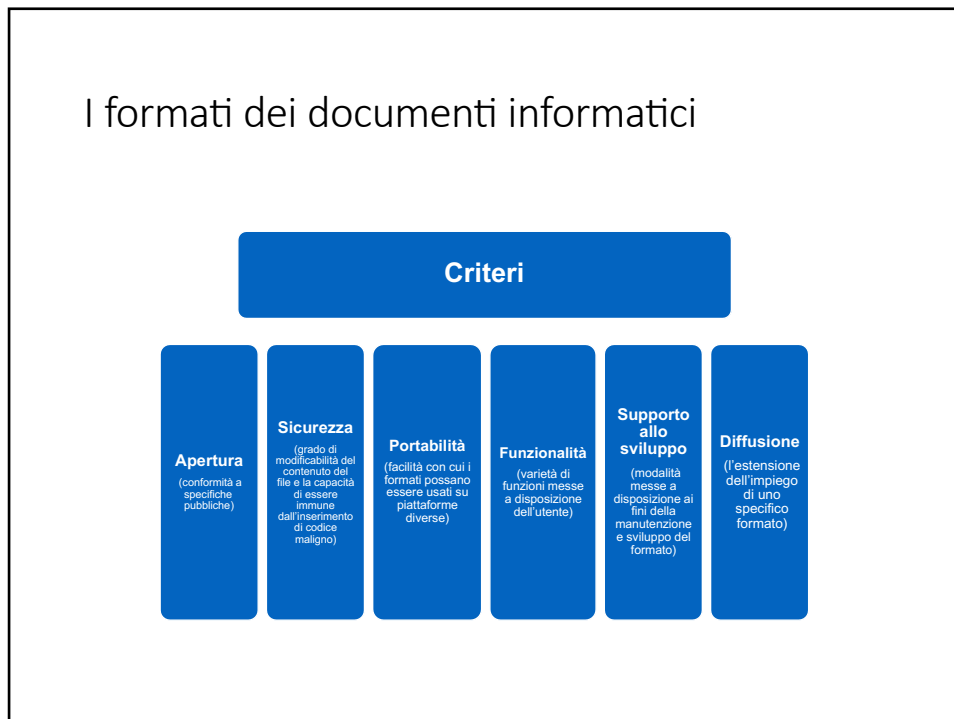 I formati dei documenti informatici
Criteri
Apertura
(conformità a
specifiche
pubbliche)
Sicurezza
(grado di
modificabilità del
contenuto del
file e la capacità
di essere
immune
dall'inserimento
di codice
maligno)
Portabilità
(facilità con cui i
formati possano
essere usati su
piattaforme
diverse)
Funzionalità
(varietà di
funzioni messe
a disposizione
dell'utente)
Supporto
allo
sviluppo
(modalità
messe a
disposizione ai
fini della
manutenzione
e sviluppo del
formato)
Diffusione
(l'estensione
dell'impiego
di uno
specifico
formato)